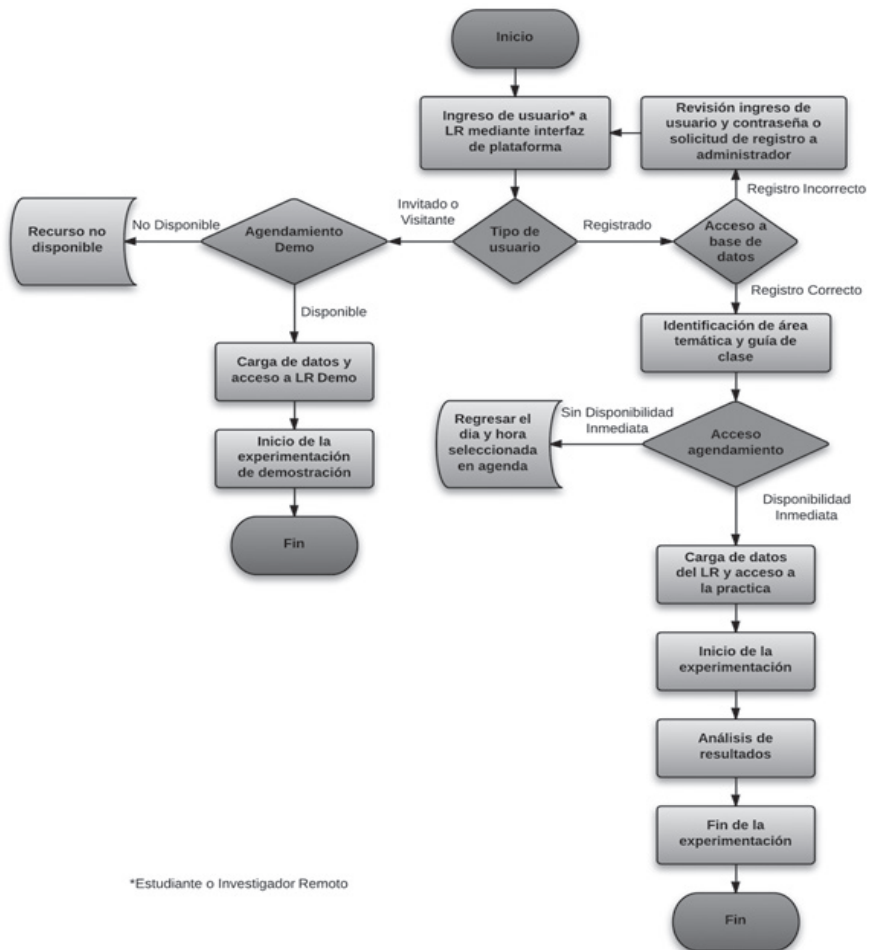 Inicio
Ingreso de usuario* a
LR mediante interfaz
de plataforma
Revisión ingreso de
usuario y contraseña o
solicitud de registro a
administrador
Registro Incorrecto
Invitado o
Visitante
Tipo de
usuario
Registrado
Acceso a
base de
datos
Agendamiento
Demo
No Disponible
Recurso no
disponible
Disponible
Carga de datos y
acceso a LR Demo
Inicio de la
experimentación
de demostración
Fin
Registro Correcto
Identificación de área
temática y guía de
clase
Acceso
agendamiento
Sin Disponibilidad
Inmediata
Regresar el
dia y hora
seleccionada
en agenda
Disponibilidad
Inmediata
Carga de datos
del LR y acceso a
la practica
Inicio de la
experimentación
Análisis de
resultados
Fin de la
experimentación
Fin
*Estudiante o Investigador Remoto